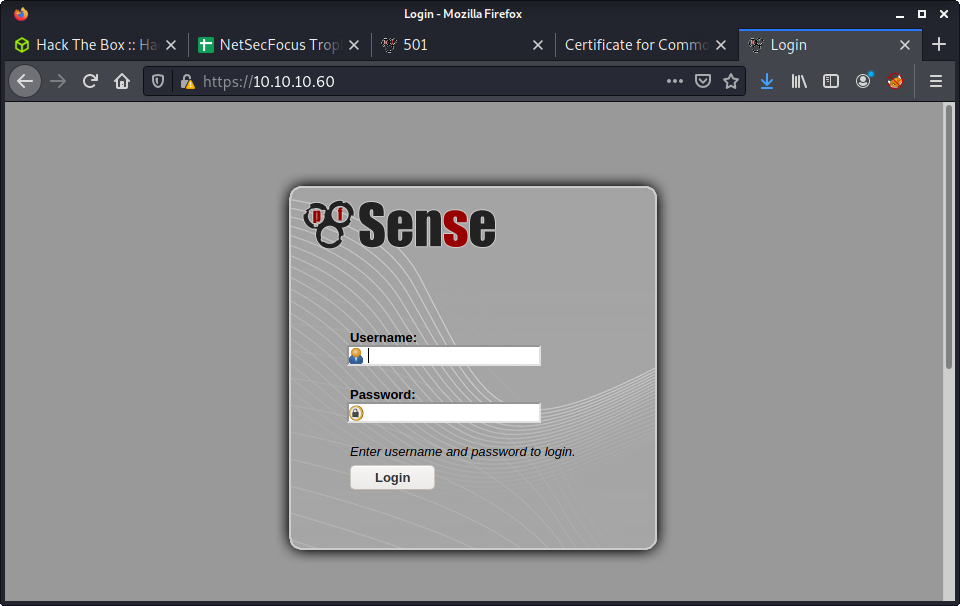 Login - Mozilla Firefox
Hack The Box :: Ha
NetSecFocus Trop
501
Certificate for Commo
Login
https://10.10.10.60
pf Sense
Username:
Password:
Enter username and password to login.
Login